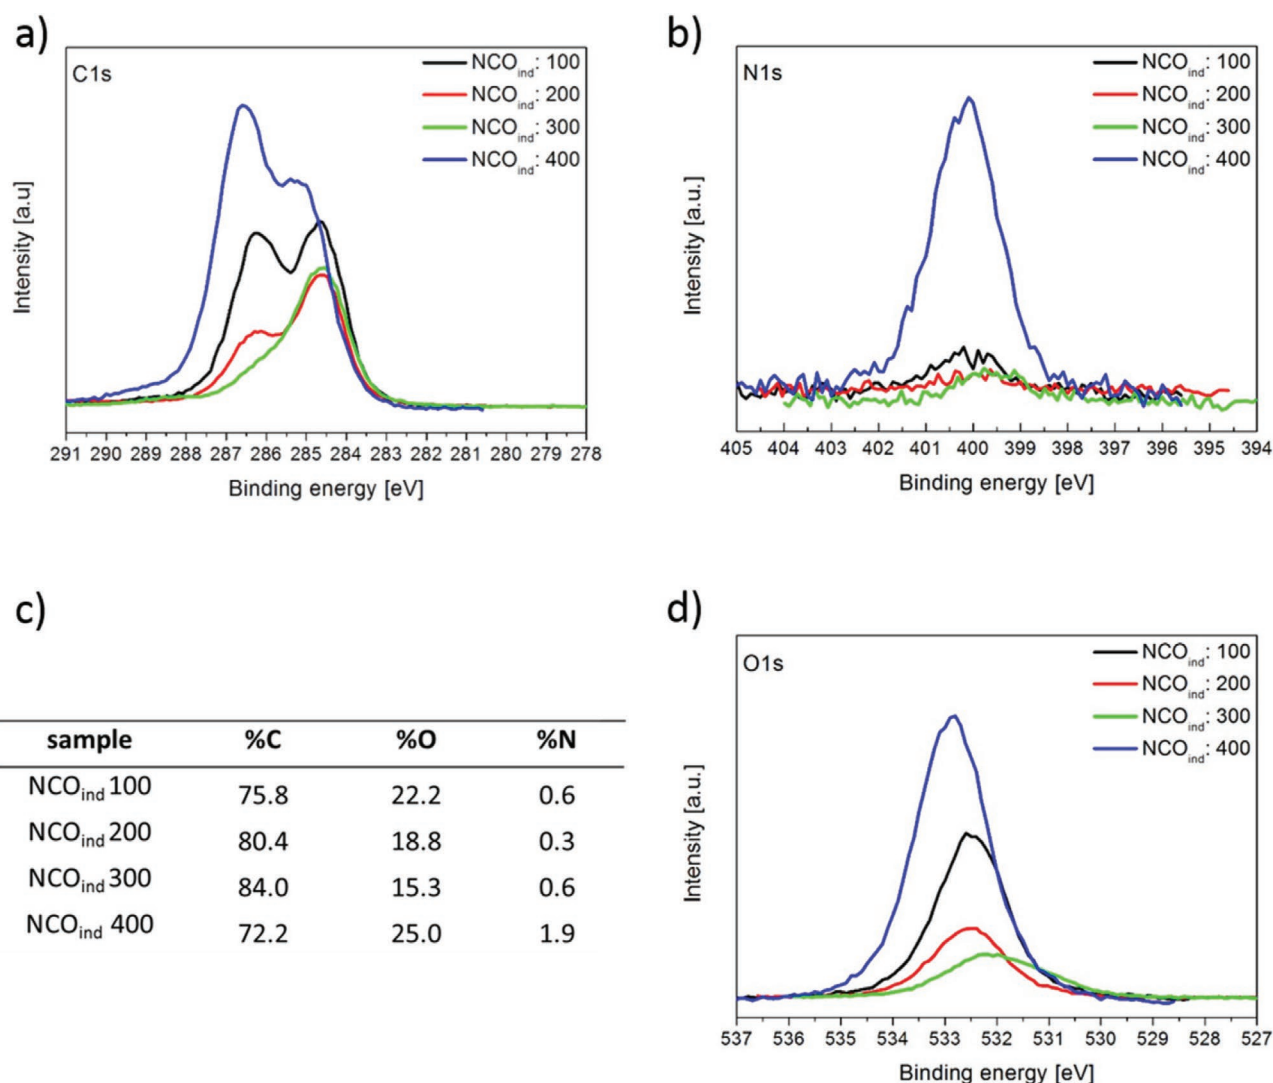 a)
C1s
NCOind: 100
NCOind: 200
NCOind: 300
NCOind: 400
Intensity [a.u]
291 290 289 288 287 286 285 284 283 282 281 280 279 278
Binding energy [eV]
b)
N1s
NCOind: 100
NCOind: 200
NCOind: 300
NCOind: 400
Intensity [a.u.]
405 404 403 402 401 400 399 398 397 396 395 394
Binding energy [eV]
c)
sample %C %O %N
NCOind 100 75.8 22.2 0.6
NCOind 200 80.4 18.8 0.3
NCOind 300 84.0 15.3 0.6
NCOind 400 72.2 25.0 1.9
d)
O1s
NCOind: 100
NCOind: 200
NCOind: 300
NCOind: 400
Intensity [a.u.]
537 536 535 534 533 532 531 530 529 528 527
Binding energy [eV]